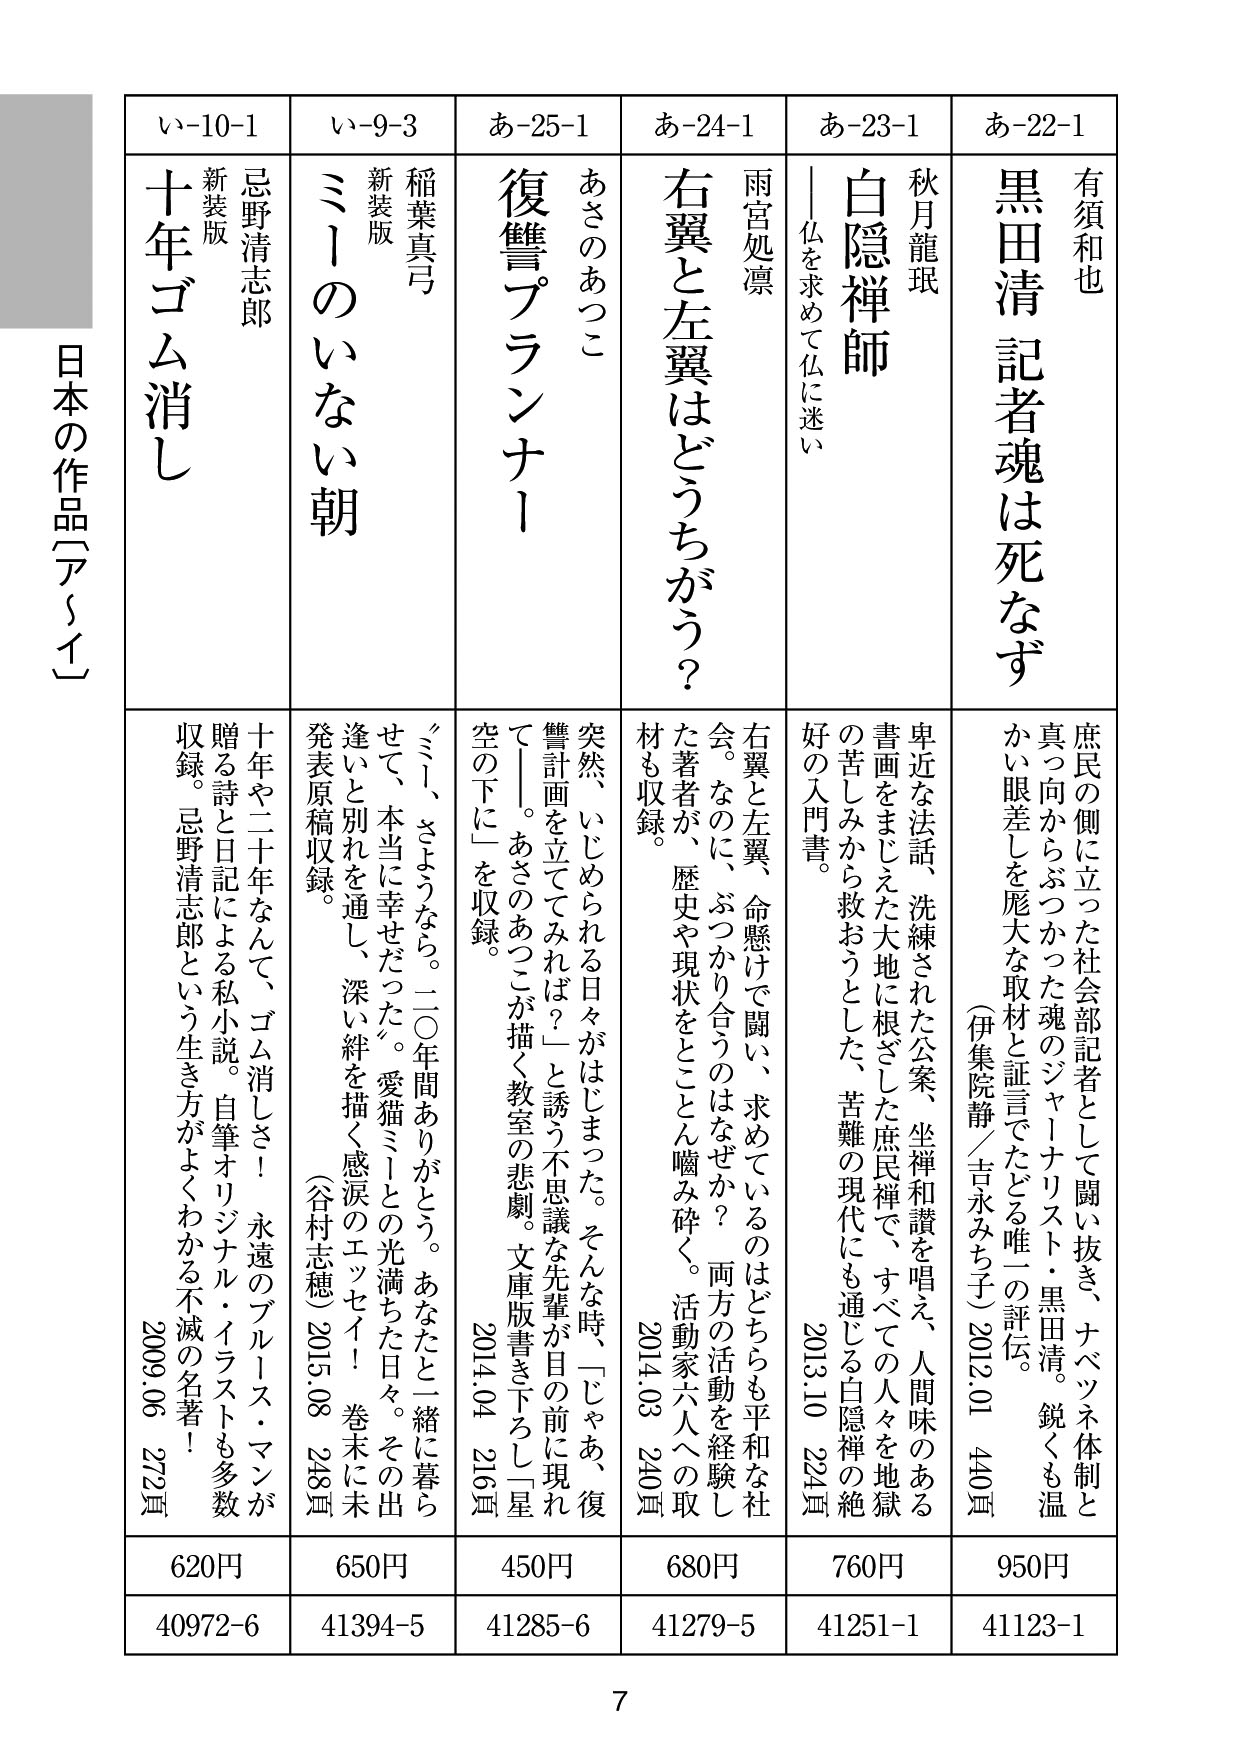 日本の作品〔ア〜イ〕
あ-22-1
有須和也
黒田清 記者魂は死なず
庶民の側に立った社会部記者として闘い抜き、ナベツネ体制と
真っ向からぶつかった魂のジャーナリスト・黒田清。鋭くも温
かい眼差しを厖大な取材と証言でたどる唯一の評伝。
（伊集院静／吉永みち子）2012.01 440頁
950円
41123-1
あ-23-1
秋月龍珉
白隠禅師
――仏を求めて仏に迷い
卑近な法話、洗練された公案、坐禅和讃を唱え、人間味のある
書画をまじえた大地に根ざした庶民禅で、すべての人々を地獄
の苦しみから救おうとした、苦難の現代にも通じる白隠禅の絶
好の入門書。
2013.10 224頁
760円
41251-1
あ-24-1
雨宮処凛
右翼と左翼はどうちがう？
右翼と左翼、命懸けで闘い、求めているのはどちらも平和な社
会。なのに、ぶつかり合うのはなぜか？ 両方の活動を経験し
た著者が、歴史や現状をとことん噛み砕く。活動家六人への取
材も収録。
2014.03 240頁
680円
41279-5
あ-25-1
あさのあつこ
復讐プランナー
突然、いじめられる日々がはじまった。そんな時、「じゃあ、復
讐計画を立ててみれば？」と誘う不思議な先輩が目の前に現れ
て――。あさのあつこが描く教室の悲劇。文庫版書き下ろし「星
空の下に」を収録。
2014.04 216頁
450円
41285-6
い-9-3
稲葉真弓
新装版
ミーのいない朝
〝ミー、さようなら。二〇年間ありがとう。あなたと一緒に暮ら
せて、本当に幸せだった〟。愛猫ミーとの光満ちた日々。その出
逢いと別れを通し、深い絆を描く感涙のエッセイ！ 巻末に未
発表原稿収録。
（谷村志穂）2015.08 248頁
650円
41394-5
い-10-1
忌野清志郎
新装版
十年ゴム消し
十年や二十年なんて、ゴム消しさ！ 永遠のブルース・マンが
贈る詩と日記による私小説。自筆オリジナル・イラストも多数
収録。忌野清志郎という生き方がよくわかる不滅の名著！
2009.06 272頁
620円
40972-6
7